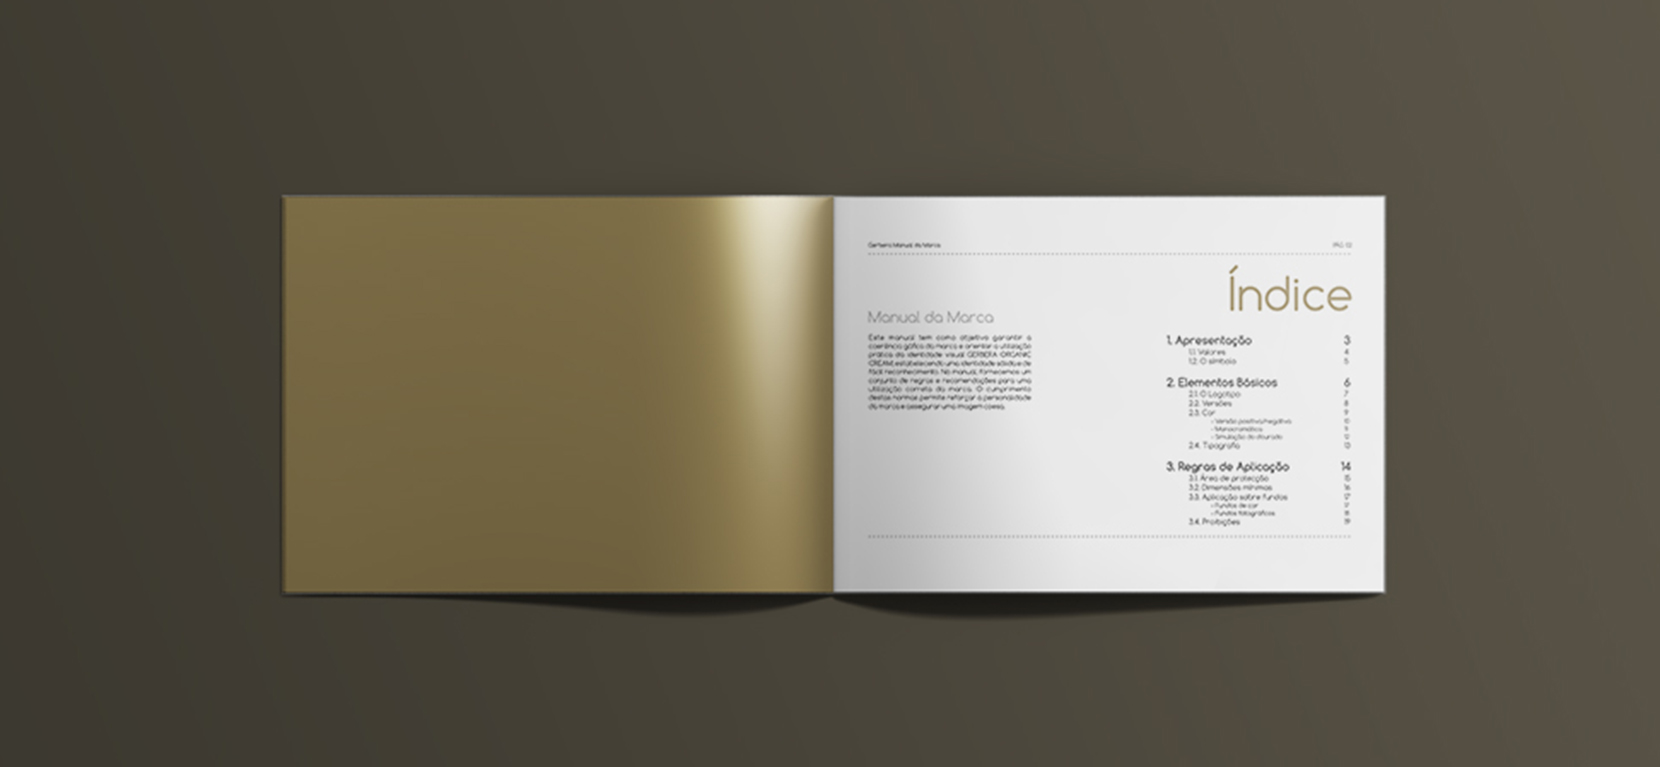 Gerbera Manual da Marca
PÁG. 02
Índice
Manual da Marca
Este manual tem como objetivo garantir a
coerência gráfica da marca e orientar a utilização
prática da identidade visual GERBERA ORGANIC
CREAM, estabelecendo uma identidade sólida e de
fácil reconhecimento. No manual, fornecemos um
conjunto de regras e recomendações para uma
utilização correta da marca. O cumprimento
destas normas permite reforçar a personalidade
da marca e assegurar uma imagem coesa.
1. Apresentação 3
1.1. Valores 4
1.2. O símbolo 5
2. Elementos Básicos 6
2.1. O Logotipo 7
2.2. Versões 8
2.3. Cor 9
- Versão positiva/negativa 10
- Monocromática
- Simulação do dourado 12
2.4. Tipografia 13
3. Regras de Aplicação 14
3.1. Área de protecção 15
3.2. Dimensões mínimas 16
3.3. Aplicação sobre fundos 17
- Fundos de cor 17
- Fundos fotográficos 18
3.4. Proibições 19